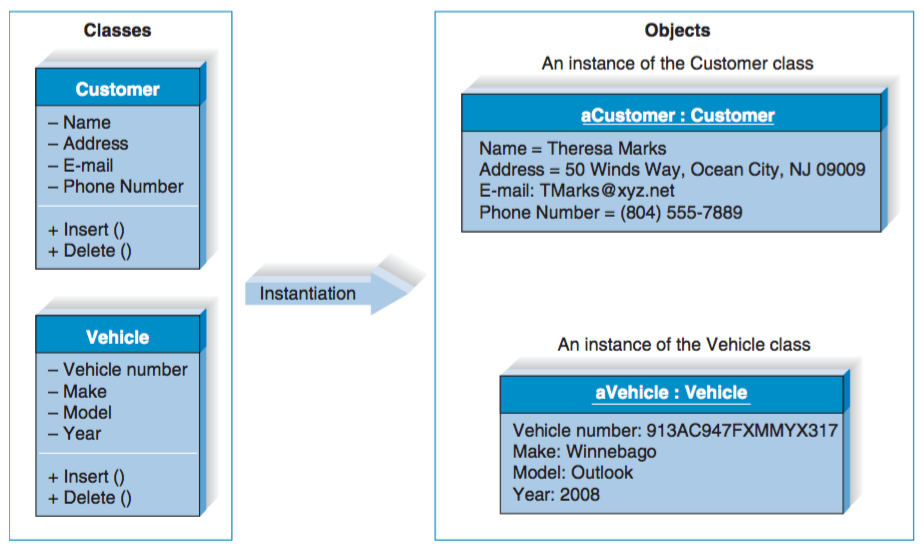 Classes
Customer
– Name
– Address
– E-mail
– Phone Number
+ Insert ()
+ Delete ()
Vehicle
– Vehicle number
– Make
– Model
– Year
+ Insert ()
+ Delete ()
Instantiation
Objects
An instance of the Customer class
aCustomer : Customer
Name = Theresa Marks
Address = 50 Winds Way, Ocean City, NJ 09009
E-mail: TMarks@xyz.net
Phone Number = (804) 555-7889
An instance of the Vehicle class
aVehicle : Vehicle
Vehicle number: 913AC947FXMMYX317
Make: Winnebago
Model: Outlook
Year: 2008